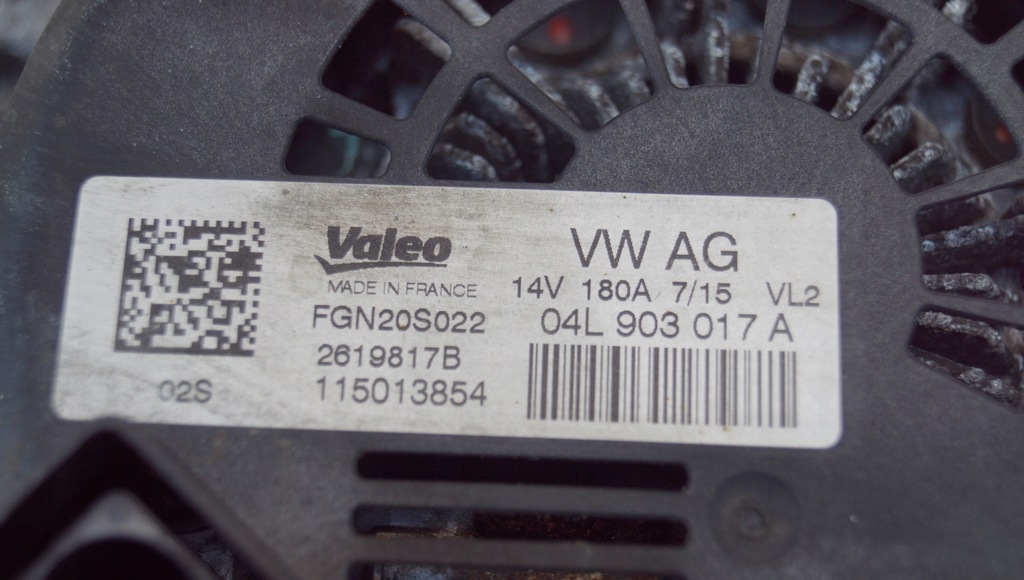 Valeo
MADE IN FRANCE
FGN20S022
2619817B
115013854
02S
VW AG
14V 180A 7/15 VL2
04L 903 017 A